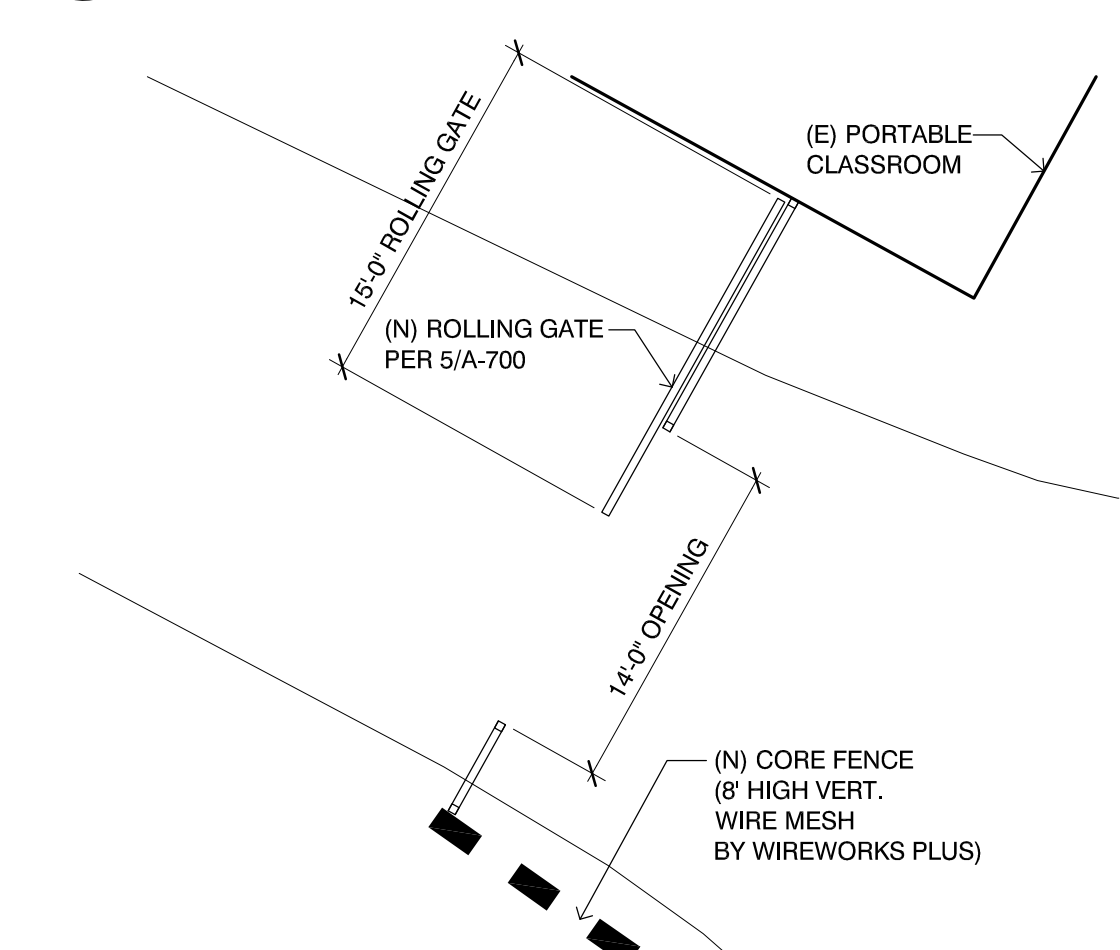 15'-0" ROLLING GATE
(E) PORTABLE
CLASSROOM
(N) ROLLING GATE
PER 5/A-700
14'-0" OPENING
(N) CORE FENCE
(8' HIGH VERT.
WIRE MESH
BY WIREWORKS PLUS)